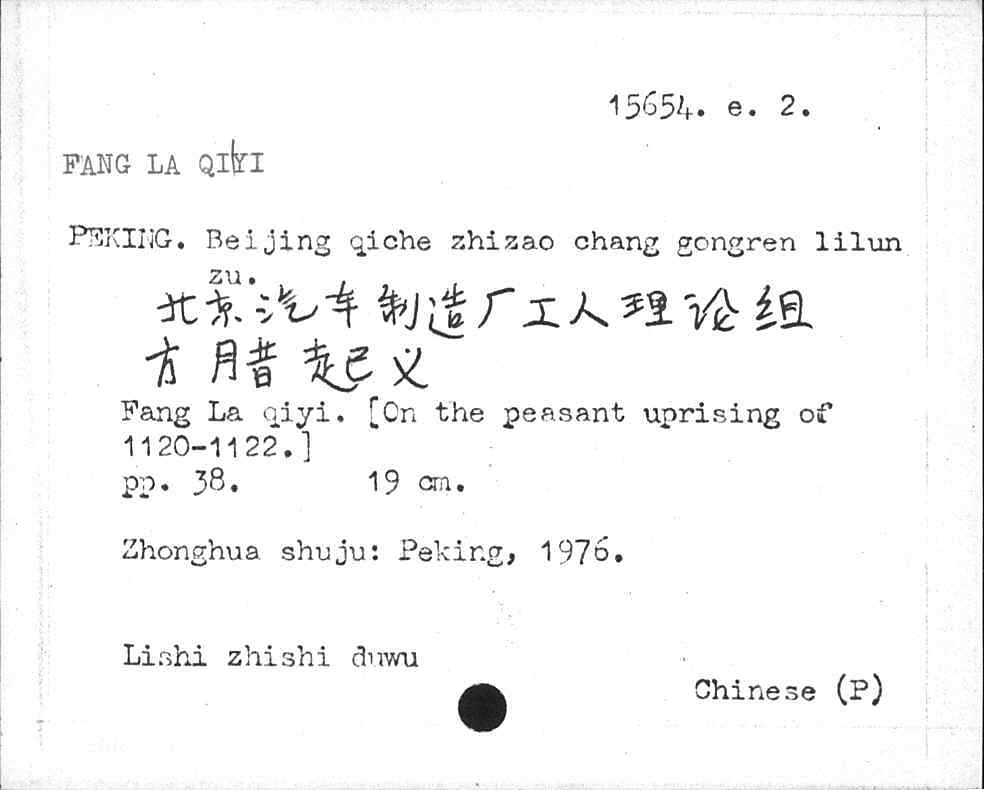 15654. e. 2.
FANG LA QIYI
PEKING. Beijing qiche zhizao chang gongren lilun
zu.
北京汽车制造厂工人理论组
方腊起义
Fang La qiyi. [On the peasant uprising of
1120-1122.]
pp. 38. 19 cm.
Zhonghua shuju: Peking, 1976.
Lishi zhishi duwu
Chinese (P)